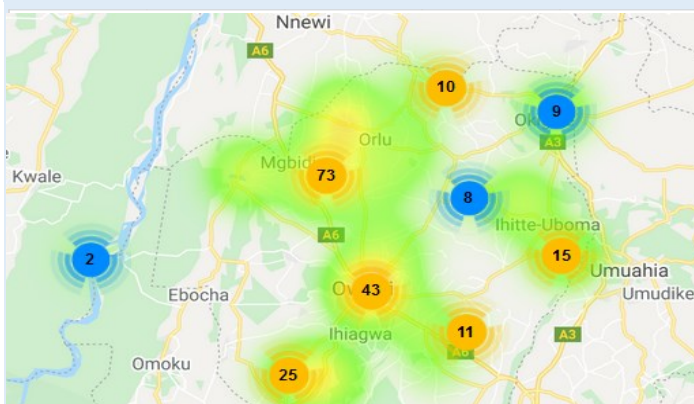 Nnewi
A6
10
9
A3
Orlu
Mgbidi
73
Kwale
8
Ihitte-Uboma
A6
2
15
Umuahia
Umudike
43
Ebocha
11
Ihiagwa
A6
A3
Omoku
25